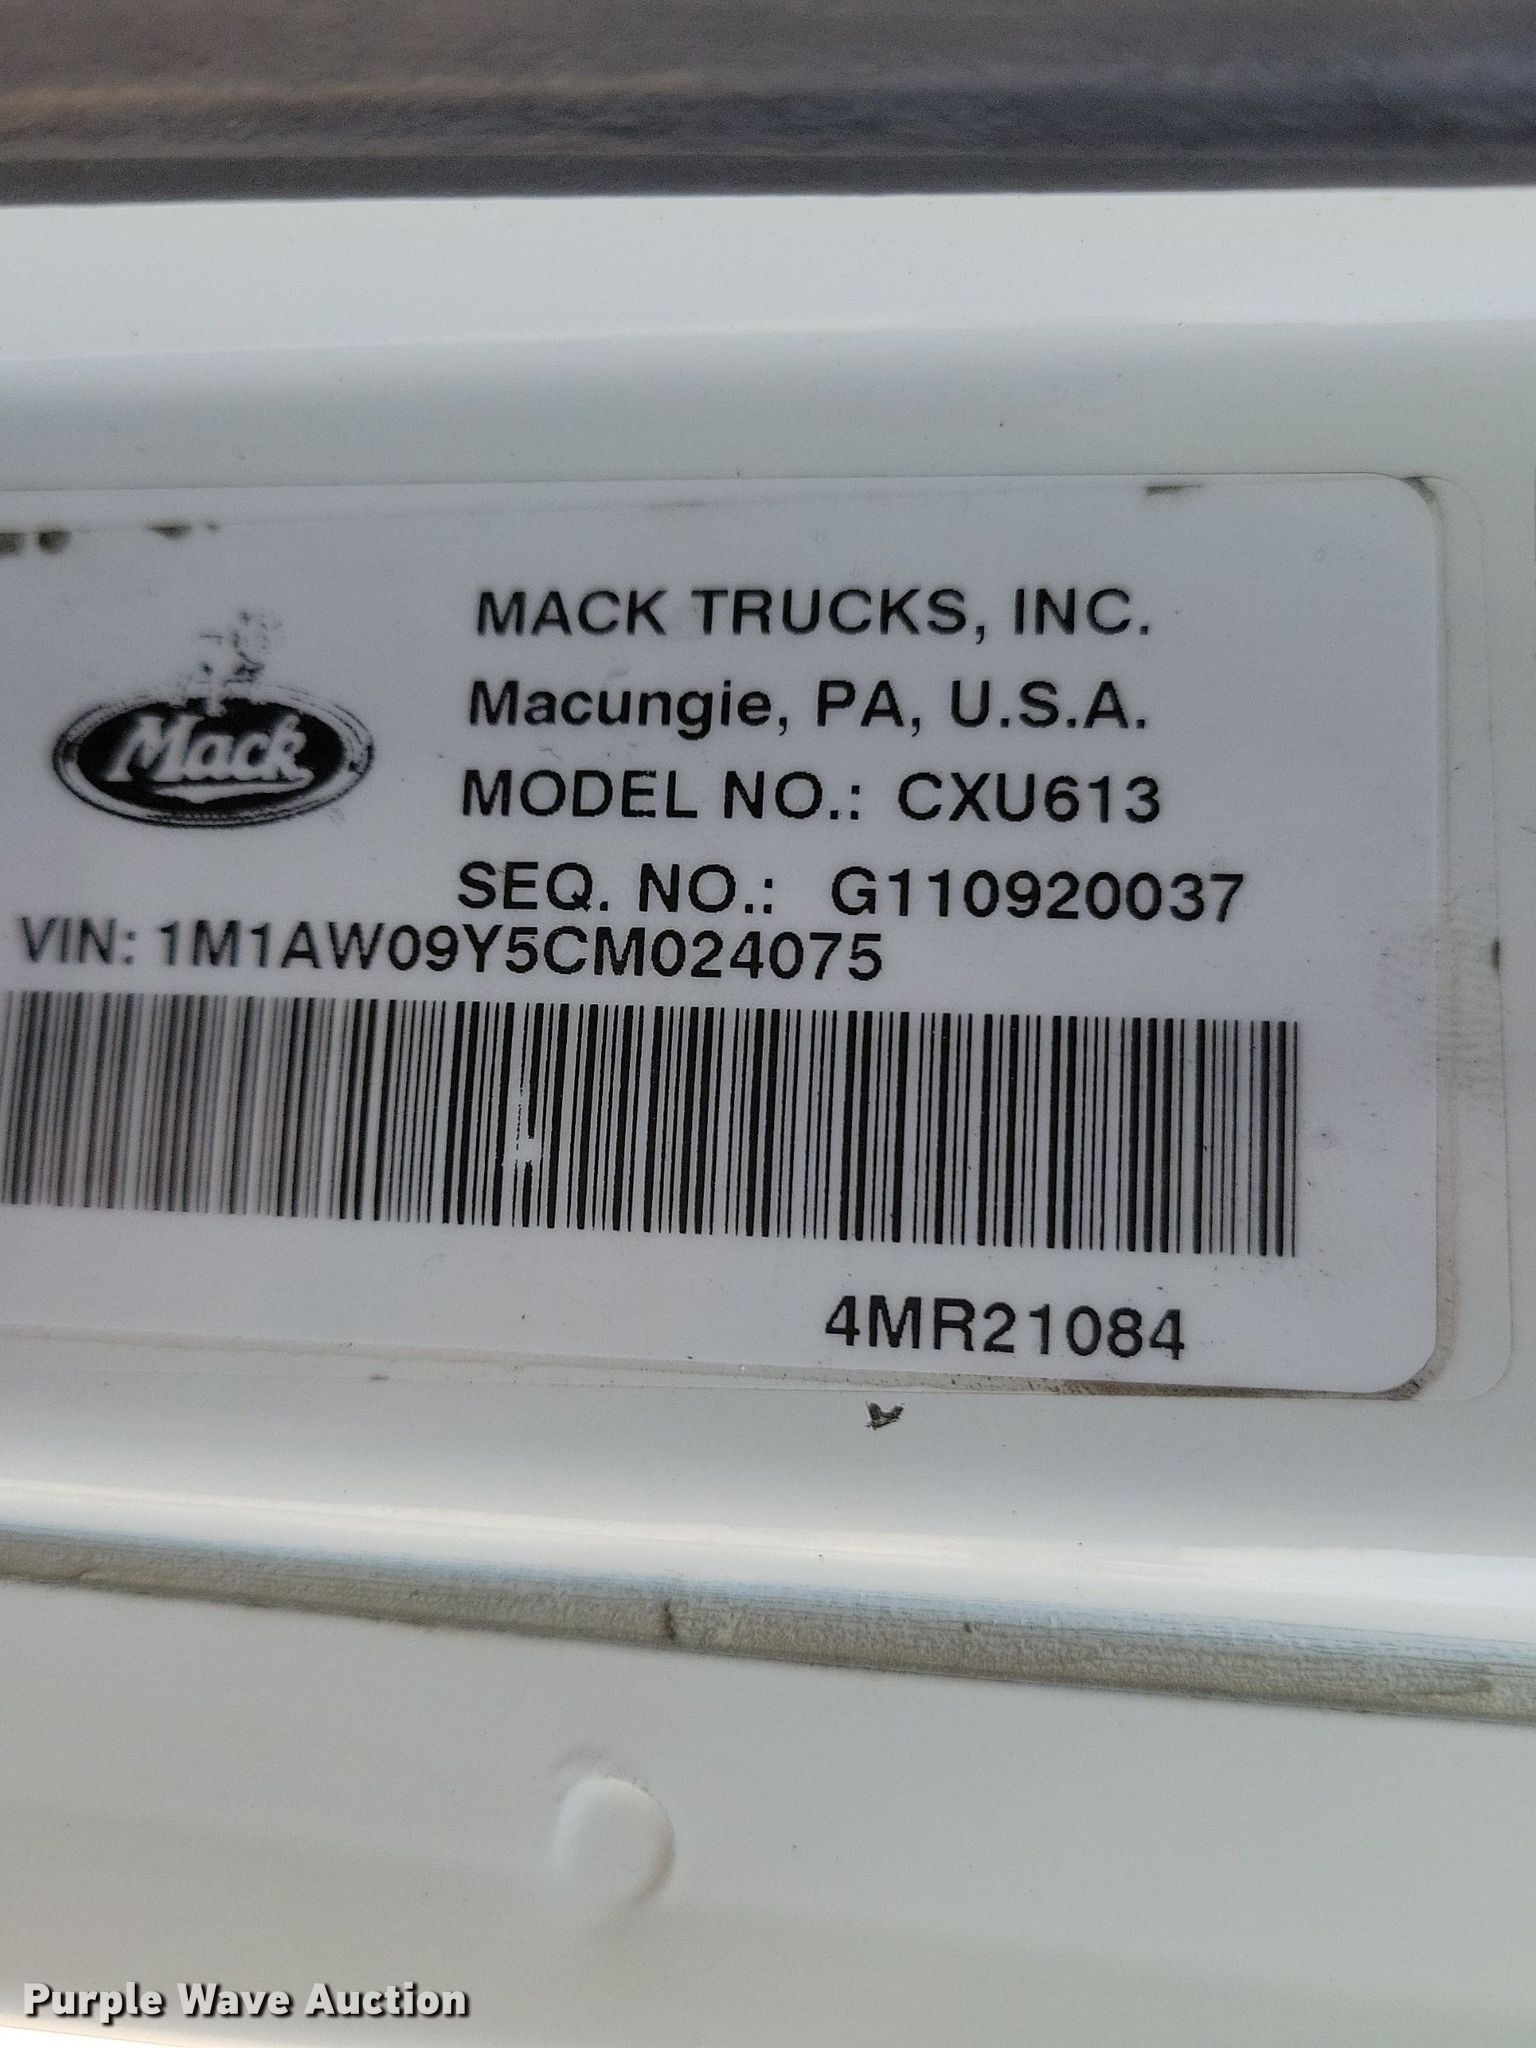 MACK TRUCKS, INC.
Macungie, PA, U.S.A.
Mack
MODEL NO.: CXU613
SEQ. NO.: G110920037
VIN: 1M1AW09Y5CM024075
4MR21084
Purple Wave Auction